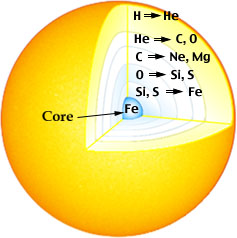 H → He
He → C, O
C → Ne, Mg
O → Si, S
Si, S → Fe
Fe
Core